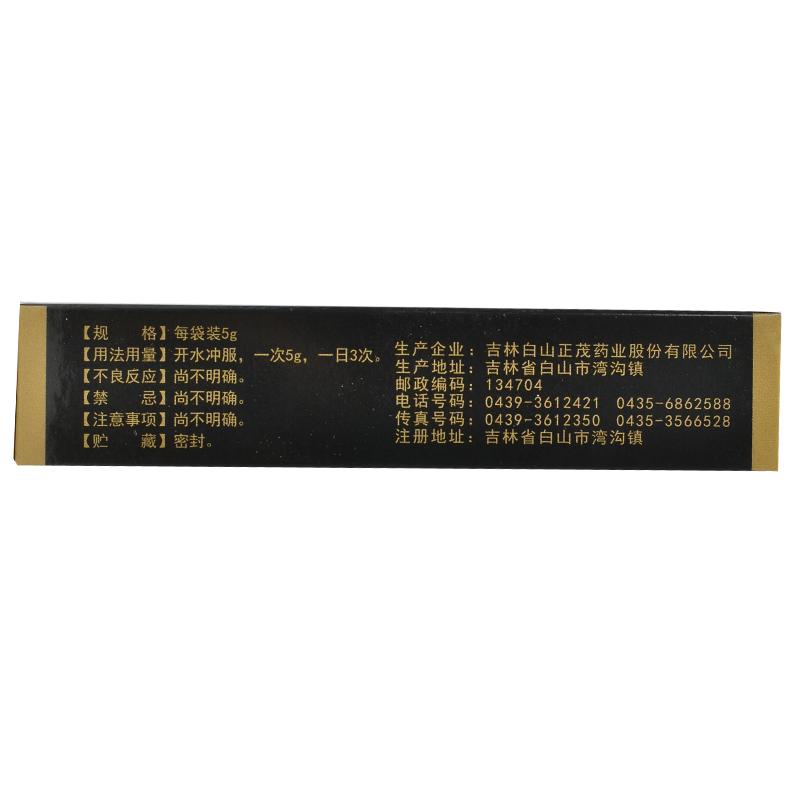 【规　　格】每袋装5g
【用法用量】开水冲服，一次5g，一日3次。
【不良反应】尚不明确。
【禁　　忌】尚不明确。
【注意事项】尚不明确。
【贮　　藏】密封。
生产企业：吉林白山正茂药业股份有限公司
生产地址：吉林省白山市湾沟镇
邮政编码：134704
电话号码：0439-3612421　0435-6862588
传真号码：0439-3612350　0435-3566528
注册地址：吉林省白山市湾沟镇